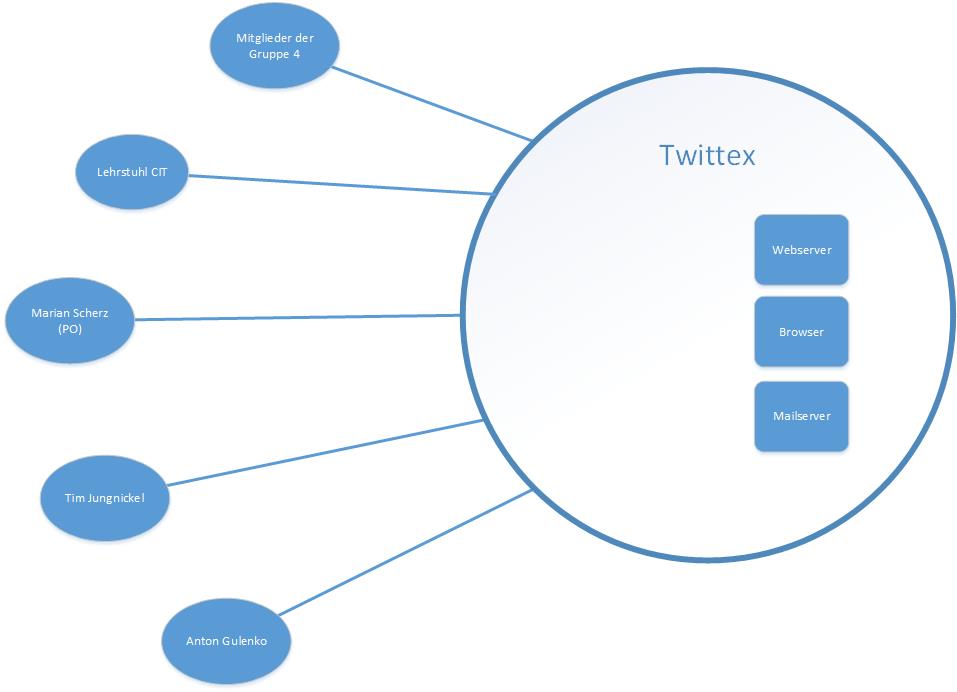 Mitglieder der
Gruppe 4
Lehrstuhl CIT
Marian Scherz
(PO)
Tim Jungnickel
Anton Gulenko
Twittex
Webserver
Browser
Mailserver